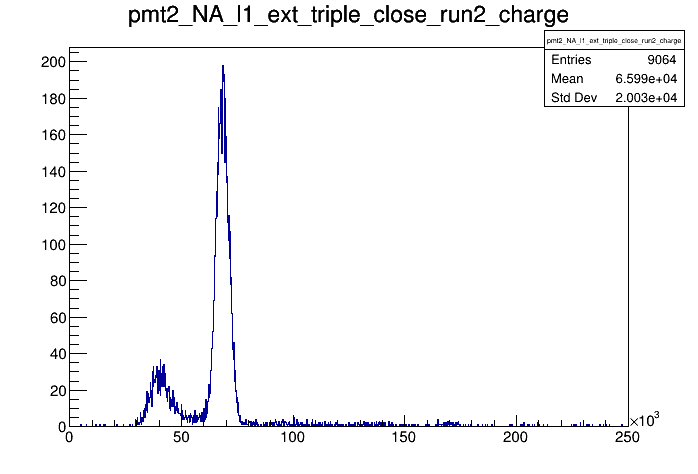 pmt2_NA_l1_ext_triple_close_run2_charge
pmt2_NA_l1_ext_triple_close_run2_charge
Entries 9064
Mean 6.599e+04
Std Dev 2.003e+04
200
180
160
140
120
100
80
60
40
20
0
0 50 100 150 200 250
×10³